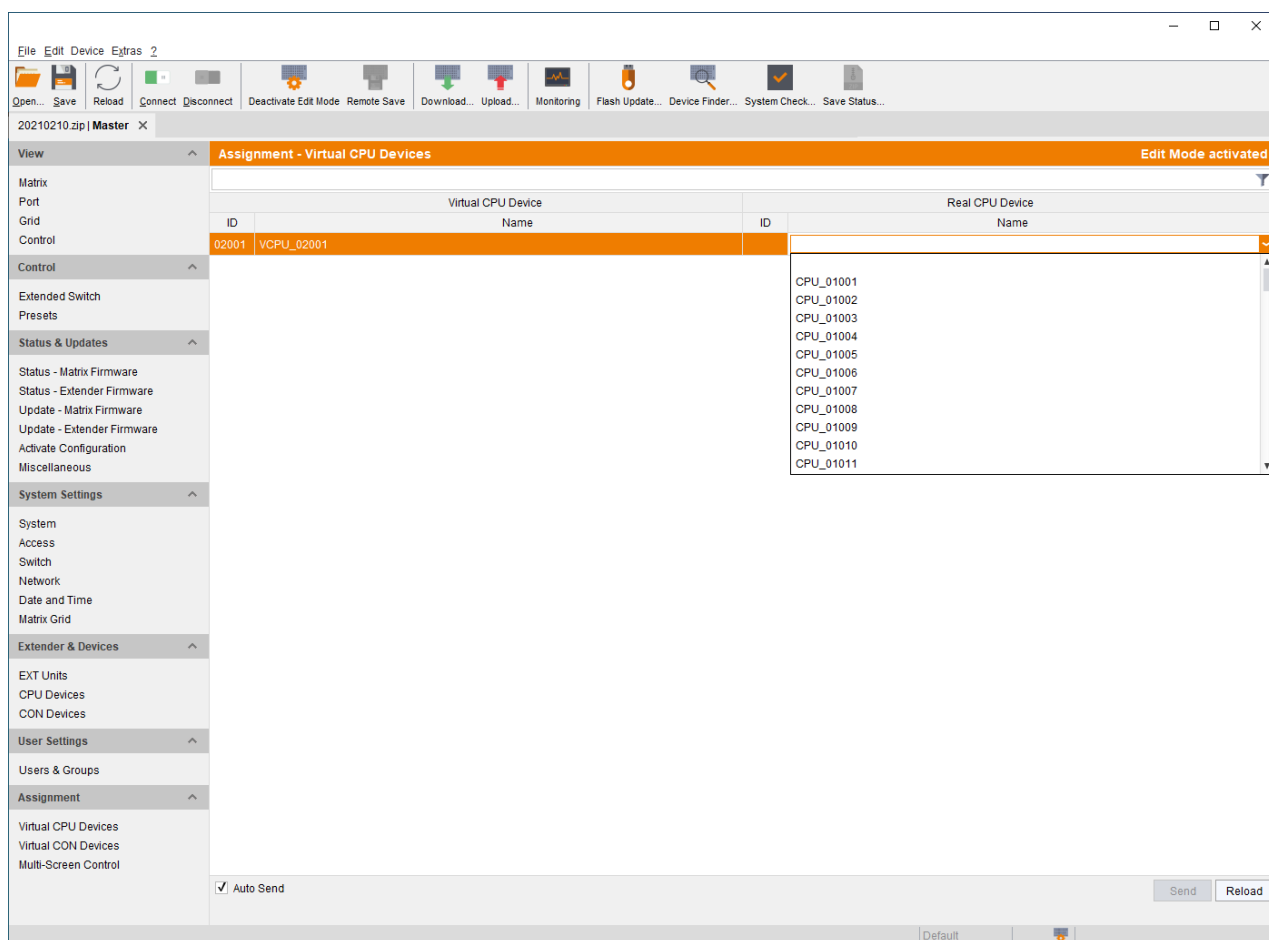 File Edit Device Extras ?
Open... Save Reload Connect Disconnect Deactivate Edit Mode Remote Save Download... Upload... Monitoring Flash Update... Device Finder... System Check... Save Status...
20210210.zip | Master
View
Matrix
Port
Grid
Control
Control
Extended Switch
Presets
Status & Updates
Status - Matrix Firmware
Status - Extender Firmware
Update - Matrix Firmware
Update - Extender Firmware
Activate Configuration
Miscellaneous
System Settings
System
Access
Switch
Network
Date and Time
Matrix Grid
Extender & Devices
EXT Units
CPU Devices
CON Devices
User Settings
Users & Groups
Assignment
Virtual CPU Devices
Virtual CON Devices
Multi-Screen Control
Assignment - Virtual CPU Devices Edit Mode activated
Virtual CPU Device Real CPU Device
ID Name ID Name
02001 VCPU_02001
CPU_01001
CPU_01002
CPU_01003
CPU_01004
CPU_01005
CPU_01006
CPU_01007
CPU_01008
CPU_01009
CPU_01010
CPU_01011
Auto Send Send Reload
Default